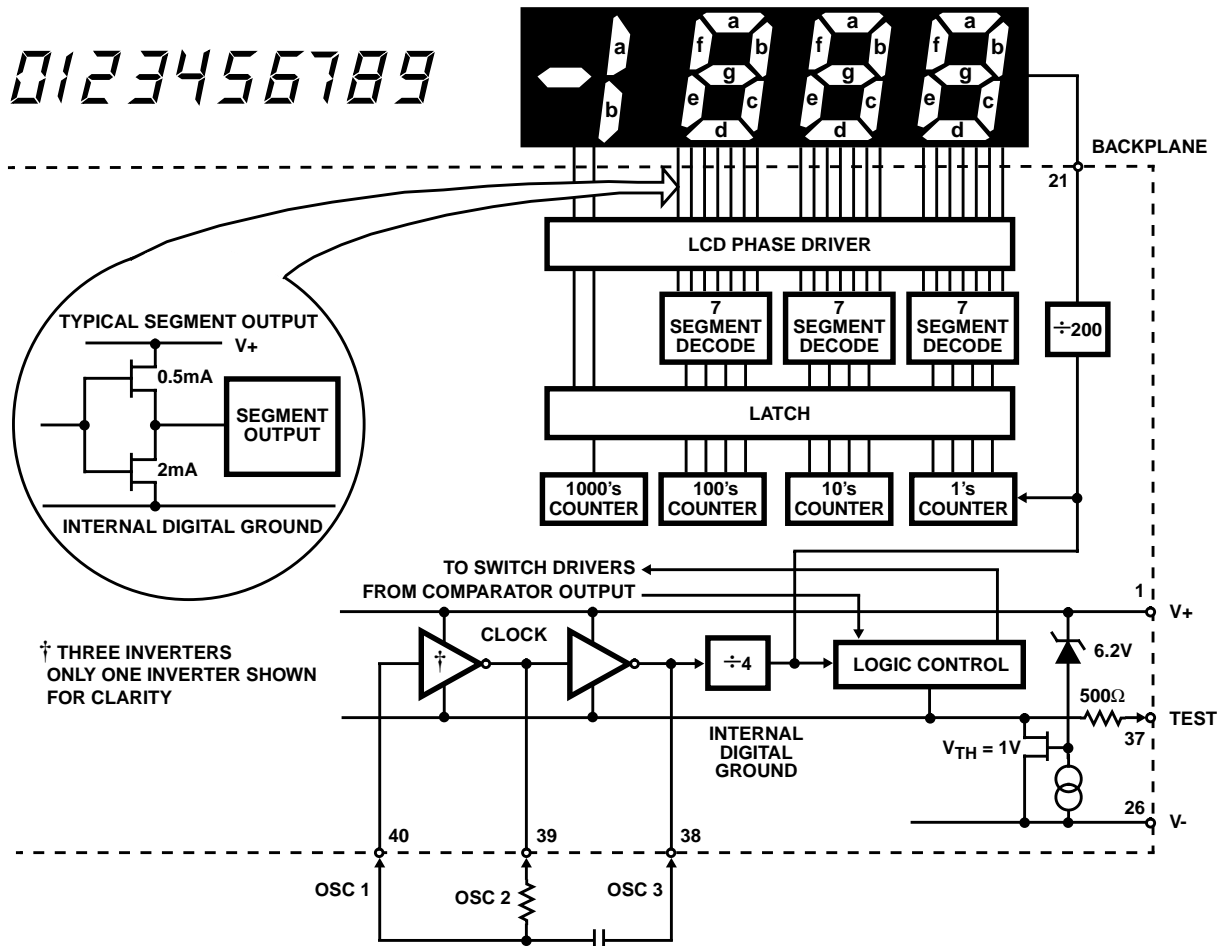 0123456789
a
b
a
f
b
g
e
c
d
a
f
b
g
e
c
d
a
f
b
g
e
c
d
BACKPLANE
21
LCD PHASE DRIVER
TYPICAL SEGMENT OUTPUT
V+
0.5mA
SEGMENT
OUTPUT
2mA
INTERNAL DIGITAL GROUND
7
SEGMENT
DECODE
7
SEGMENT
DECODE
7
SEGMENT
DECODE
÷200
LATCH
1000's
COUNTER
100's
COUNTER
10's
COUNTER
1's
COUNTER
TO SWITCH DRIVERS
FROM COMPARATOR OUTPUT
1
V+
† THREE INVERTERS
ONLY ONE INVERTER SHOWN
FOR CLARITY
†
CLOCK
÷4
LOGIC CONTROL
6.2V
500Ω
TEST
37
INTERNAL
DIGITAL
GROUND
VTH = 1V
26
V-
40
39
38
OSC 1
OSC 2
OSC 3